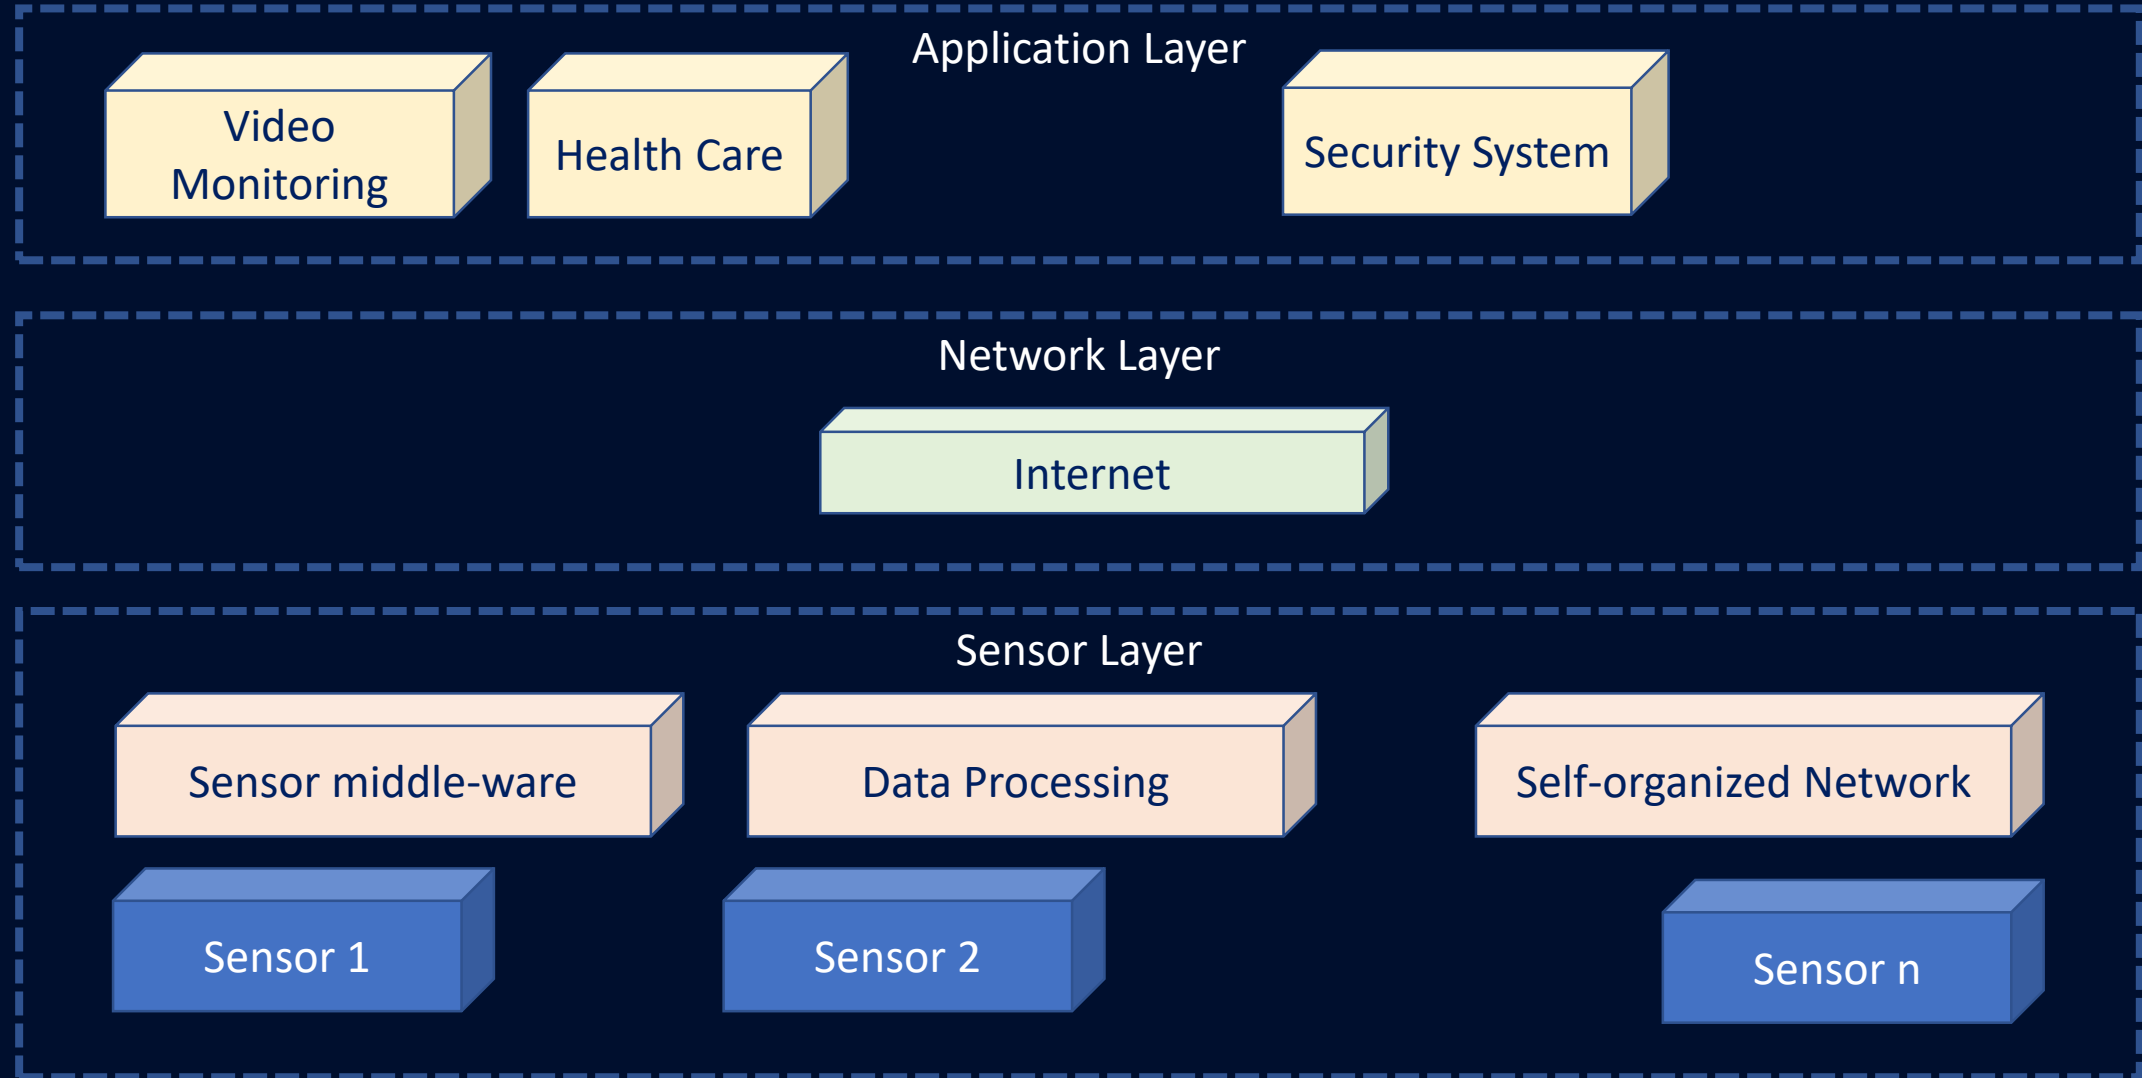 Application Layer
Video
Monitoring
Health Care
Security System
Network Layer
Internet
Sensor Layer
Sensor middle-ware
Data Processing
Self-organized Network
Sensor 1
Sensor 2
Sensor n